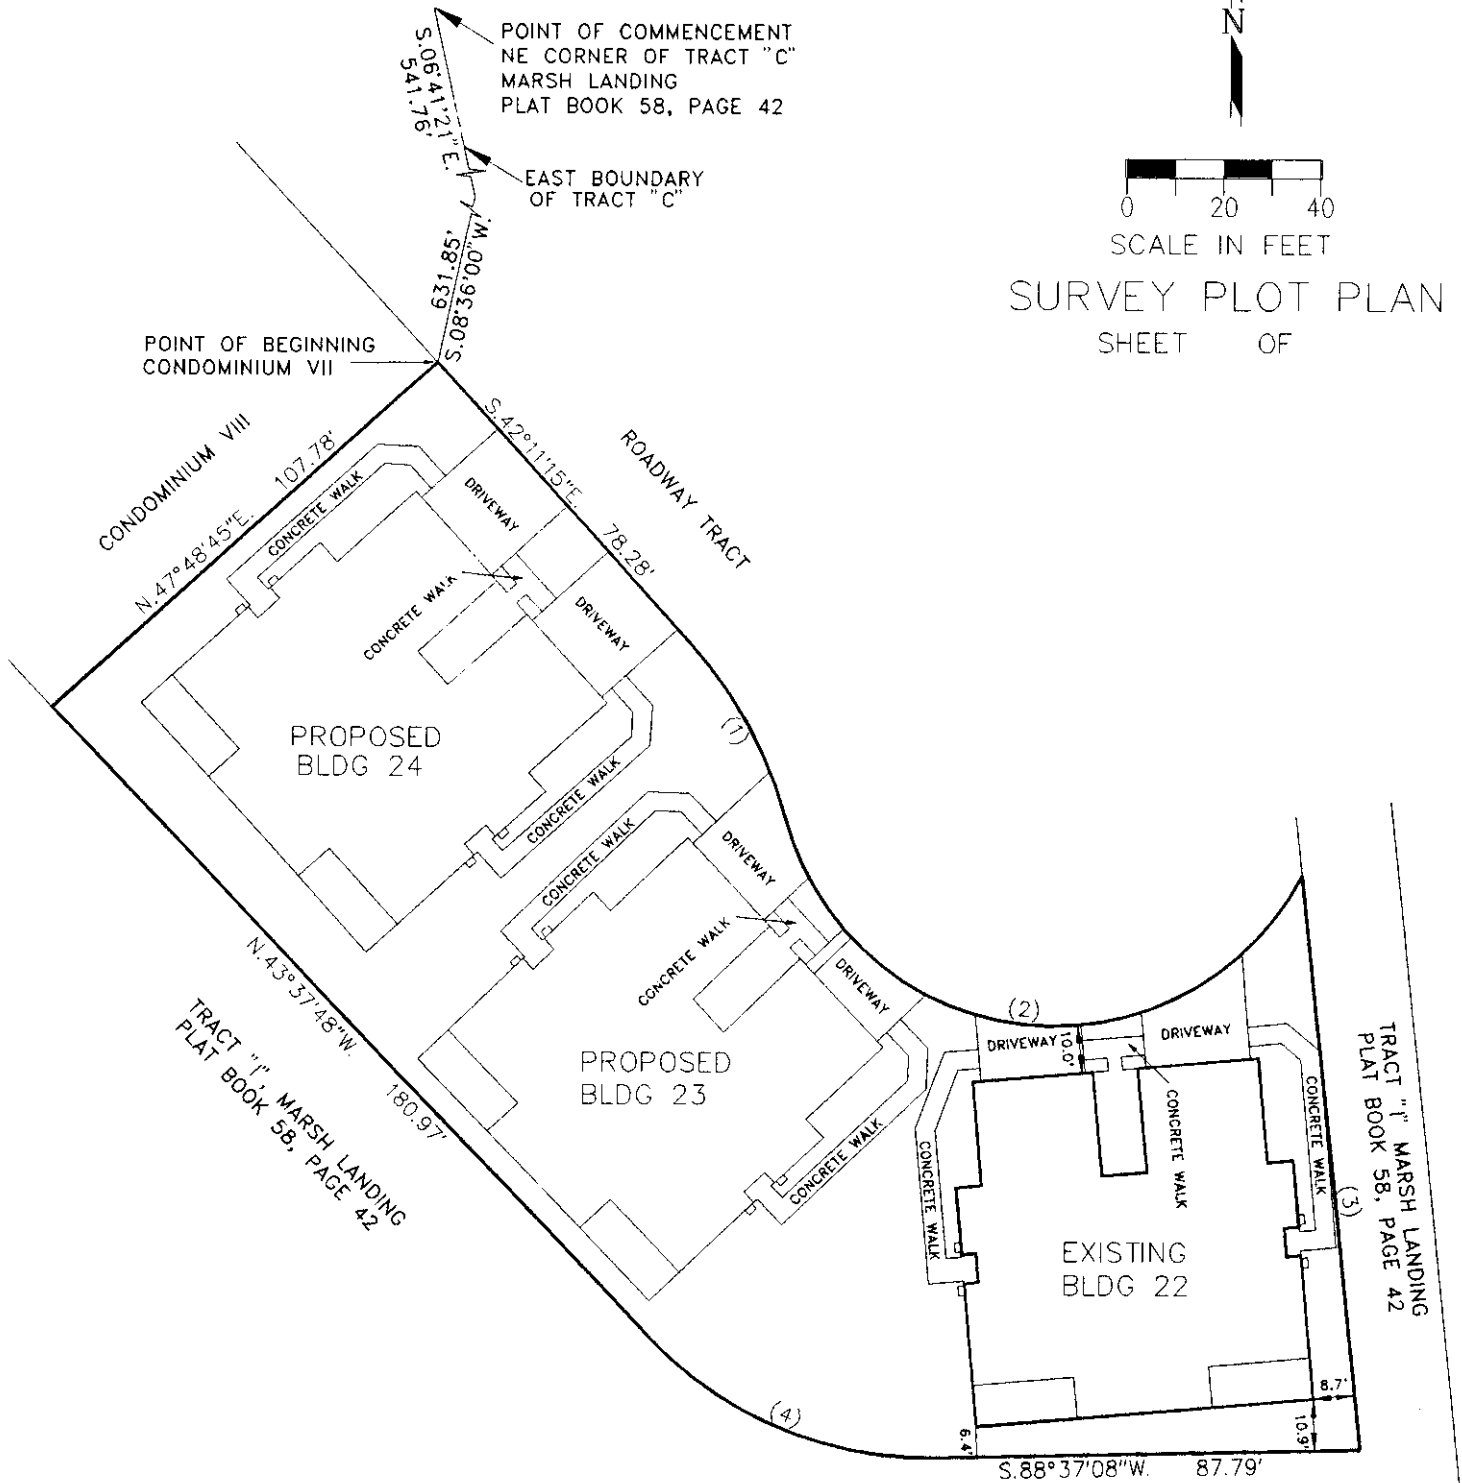 POINT OF COMMENCEMENT
NE CORNER OF TRACT "C"
MARSH LANDING
PLAT BOOK 58, PAGE 42
S.06°41'21"E.
541.76'
EAST BOUNDARY
OF TRACT "C"
631.85'
S.08°36'00"W.
N
0 20 40
SCALE IN FEET
SURVEY PLOT PLAN
SHEET OF
POINT OF BEGINNING
CONDOMINIUM VII
CONDOMINIUM VIII
N.47°48'45"E. 107.78'
S.42°11'15"E. 78.28'
ROADWAY TRACT
CONCRETE WALK
DRIVEWAY
CONCRETE WALK
DRIVEWAY
PROPOSED
BLDG 24
(1)
CONCRETE WALK
CONCRETE WALK
DRIVEWAY
CONCRETE WALK
DRIVEWAY
PROPOSED
BLDG 23
CONCRETE WALK
N.43°37'48"W. 180.97'
TRACT "I", MARSH LANDING
PLAT BOOK 58, PAGE 42
(2)
DRIVEWAY
10.0'
DRIVEWAY
CONCRETE WALK
CONCRETE WALK
CONCRETE WALK
(3)
TRACT "I" MARSH LANDING
PLAT BOOK 58, PAGE 42
EXISTING
BLDG 22
8.7'
10.9'
6.4'
(4)
S.88°37'08"W. 87.79'